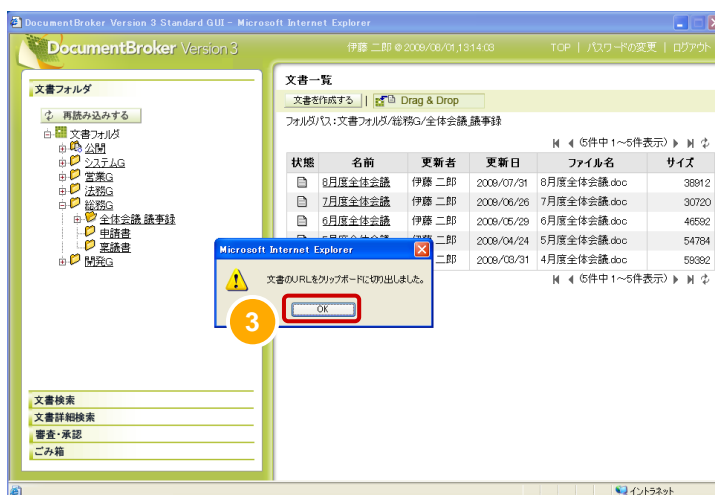 DocumentBroker Version 3 Standard GUI - Microsoft Internet Explorer
DocumentBroker Version 3
伊藤 二郎 @ 2009/08/01,13:14:03
TOP | パスワードの変更 | ログアウト
文書フォルダ
再読み込みする
文書フォルダ
公開
システムG
営業G
法務G
総務G
全体会議 議事録
申請書
稟議書
開発G
文書検索
文書詳細検索
審査・承認
ごみ箱
文書一覧
文書を作成する | Drag & Drop
フォルダパス:文書フォルダ/総務G/全体会議 議事録
(5件中 1～5件表示)
状態 名前 更新者 更新日 ファイル名 サイズ
8月度全体会議 伊藤 二郎 2009/07/31 8月度全体会議.doc 38912
7月度全体会議 伊藤 二郎 2009/06/26 7月度全体会議.doc 30720
6月度全体会議 伊藤 二郎 2009/05/29 6月度全体会議.doc 46592
二郎 2009/04/24 5月度全体会議.doc 54784
二郎 2009/03/31 4月度全体会議.doc 59392
(5件中 1～5件表示)
Microsoft Internet Explorer
文書のURLをクリップボードに切り出しました。
OK
3
イントラネット